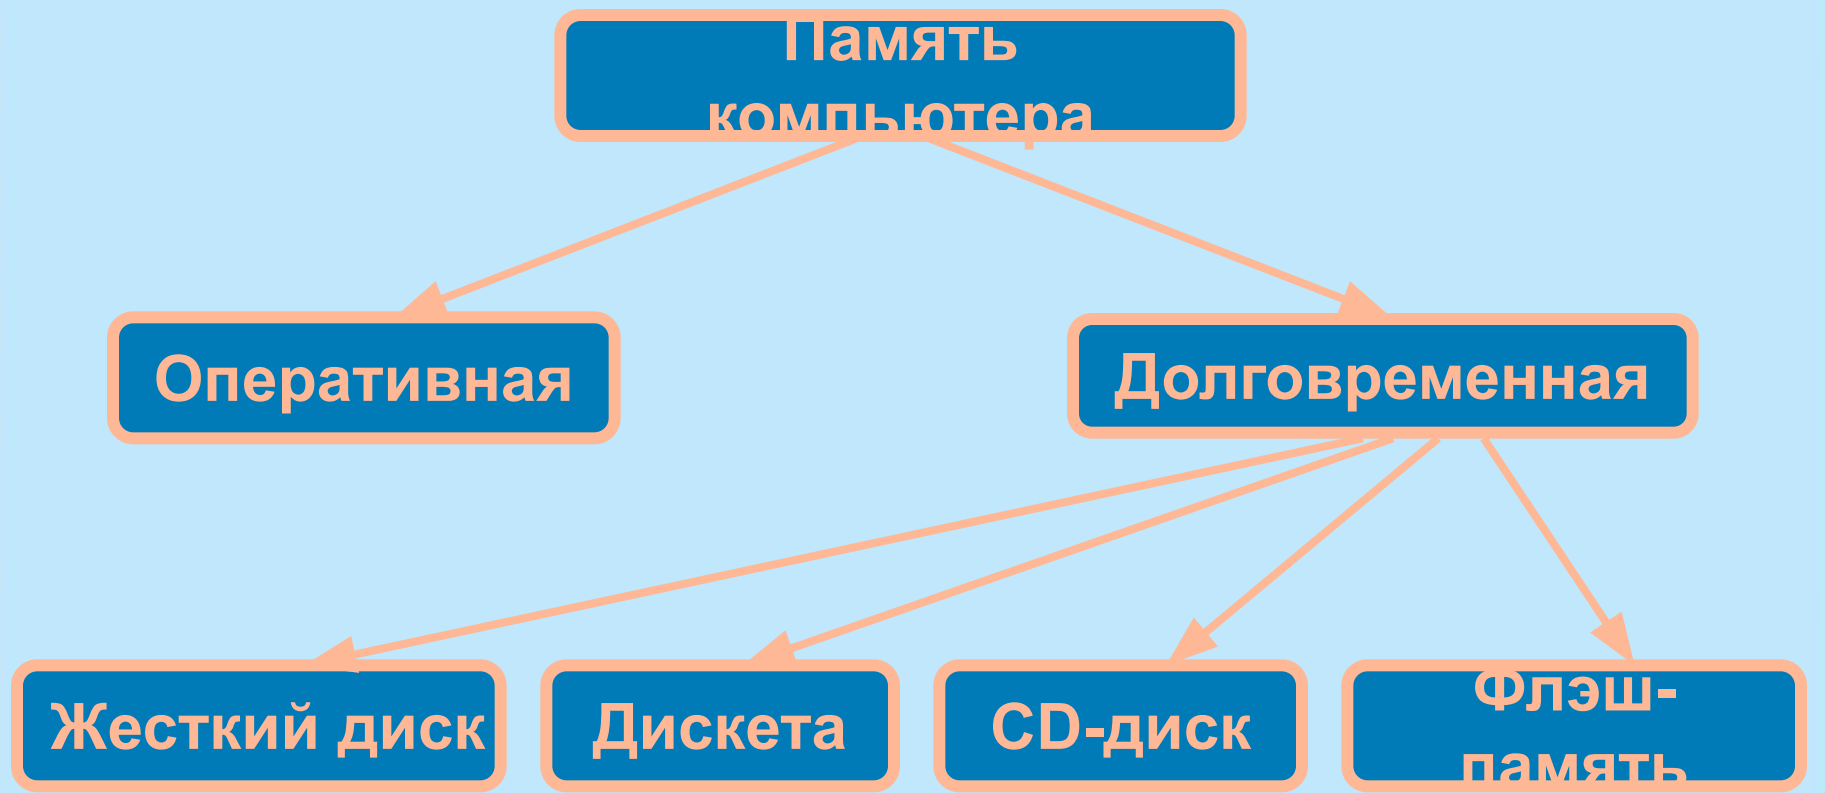 Память
компьютера
Оперативная
Долговременная
Жесткий диск
Дискета
CD-диск
Флэш-
память